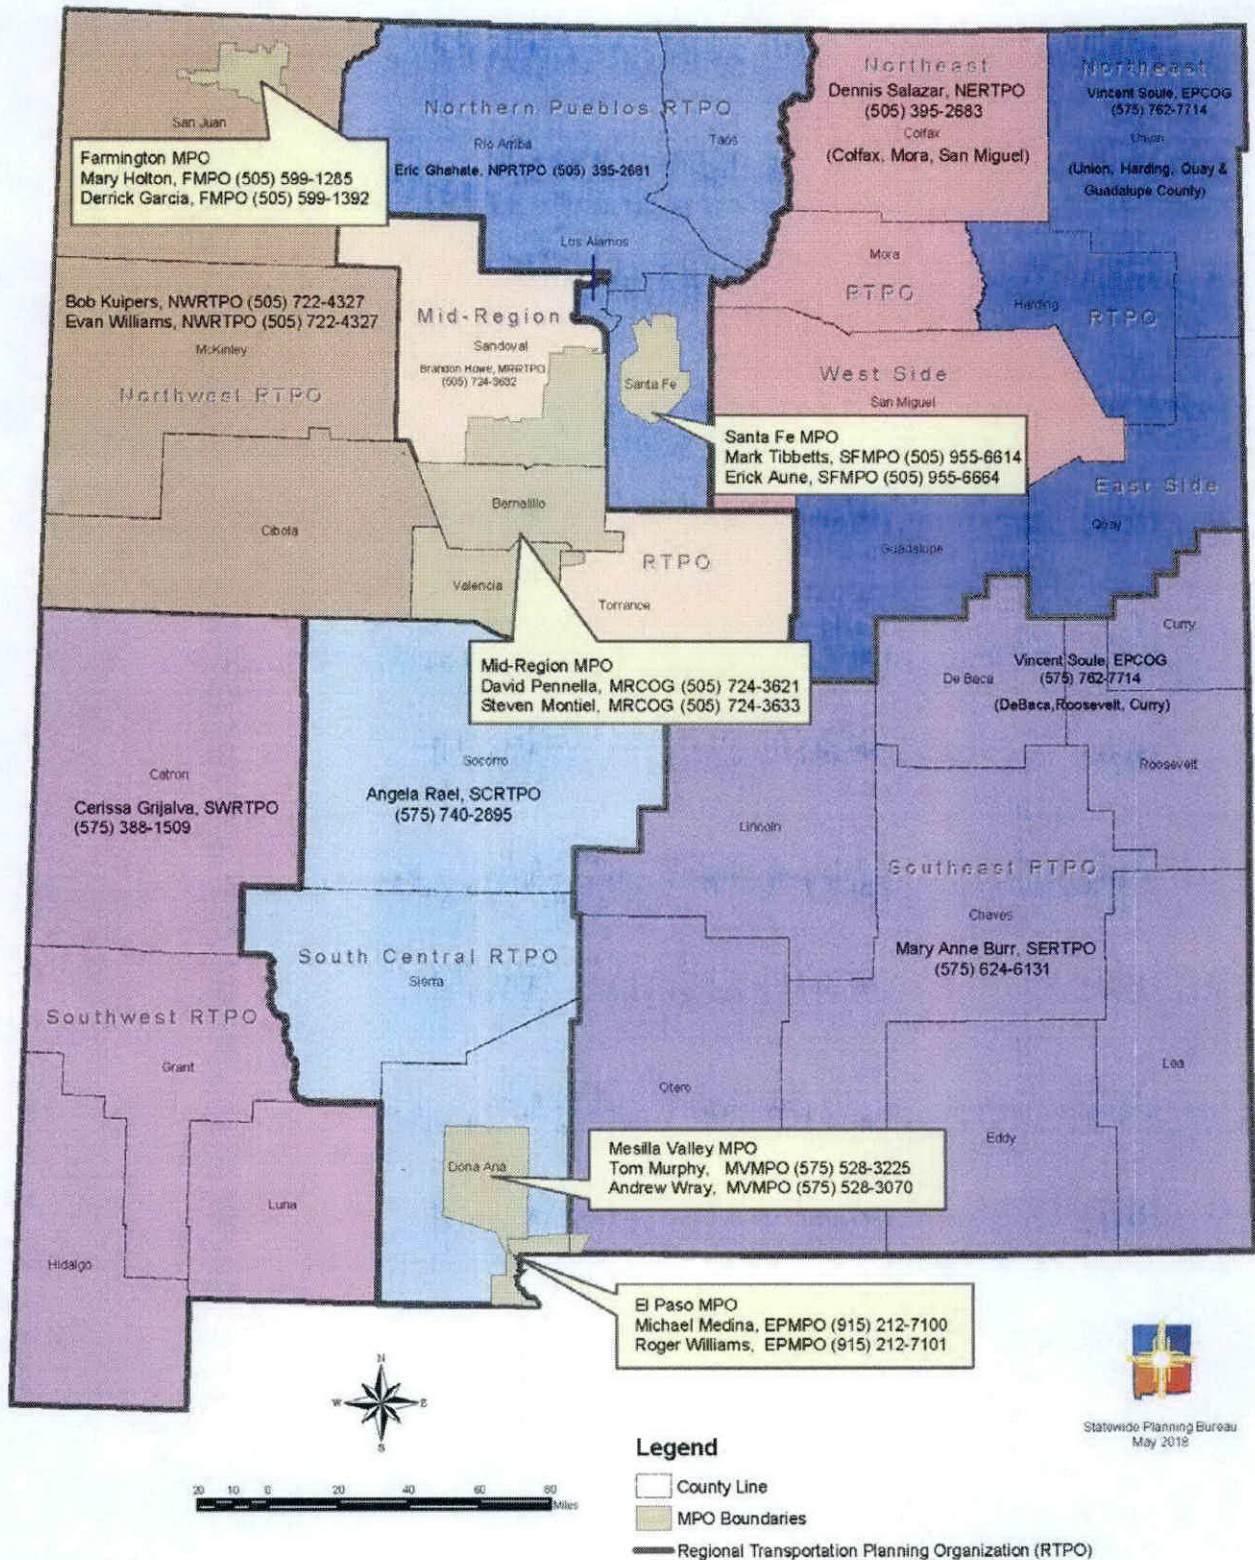 San Juan
Farmington MPO
Mary Holton, FMPO (505) 599-1285
Derrick Garcia, FMPO (505) 599-1392
Northern Pueblos RTPO
Rio Arriba
Taos
Eric Ghahate, NPRTPO (505) 395-2681
Los Alamos
Northeast
Dennis Salazar, NERTPO
(505) 395-2683
Colfax
(Colfax, Mora, San Miguel)
Northeast
Vincent Soule, EPCOG
(575) 762-7714
Union
(Union, Harding, Quay &
Guadalupe County)
Mora
RTPO
Harding
RTPO
West Side
San Miguel
East Side
Quay
Guadalupe
Bob Kuipers, NWRTPO (505) 722-4327
Evan Williams, NWRTPO (505) 722-4327
McKinley
Northwest RTPO
Cibola
Mid-Region
Sandoval
Brandon Howe, MRRTPO
(505) 724-3632
Santa Fe
Santa Fe MPO
Mark Tibbetts, SFMPO (505) 955-6614
Erick Aune, SFMPO (505) 955-6664
Bernalillo
Valencia
RTPO
Torrance
Mid-Region MPO
David Pennella, MRCOG (505) 724-3621
Steven Montiel, MRCOG (505) 724-3633
Curry
De Baca
Vincent Soule, EPCOG
(575) 762-7714
(DeBaca,Roosevelt, Curry)
Roosevelt
Catron
Cerissa Grijalva, SWRTPO
(575) 388-1509
Socorro
Angela Rael, SCRTPO
(575) 740-2895
Lincoln
Southeast RTPO
Chaves
Mary Anne Burr, SERTPO
(575) 624-6131
South Central RTPO
Sierra
Southwest RTPO
Grant
Otero
Lea
Eddy
Luna
Hidalgo
Dona Ana
Mesilla Valley MPO
Tom Murphy, MVMPO (575) 528-3225
Andrew Wray, MVMPO (575) 528-3070
El Paso MPO
Michael Medina, EPMPO (915) 212-7100
Roger Williams, EPMPO (915) 212-7101
N
W E
S
20 10 0 20 40 60 80
Miles
Statewide Planning Bureau
May 2018
Legend
County Line
MPO Boundaries
Regional Transportation Planning Organization (RTPO)